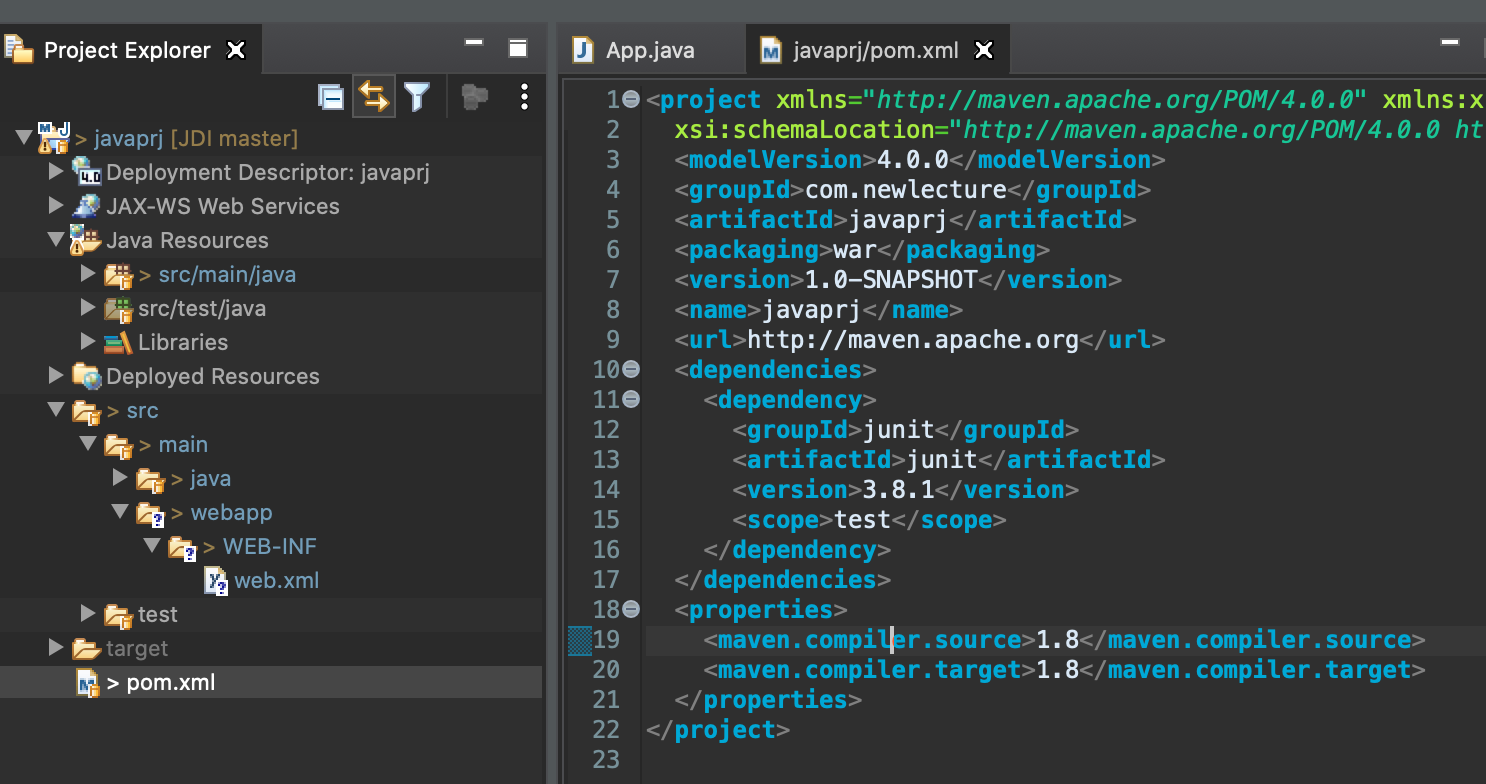 Project Explorer
App.java
javaprj/pom.xml
> javaprj [JDI master]
Deployment Descriptor: javaprj
JAX-WS Web Services
Java Resources
> src/main/java
src/test/java
Libraries
Deployed Resources
> src
> main
> java
> webapp
> WEB-INF
web.xml
test
target
> pom.xml
1 <project xmlns="http://maven.apache.org/POM/4.0.0" xmlns:x
2 xsi:schemaLocation="http://maven.apache.org/POM/4.0.0 ht
3 <modelVersion>4.0.0</modelVersion>
4 <groupId>com.newlecture</groupId>
5 <artifactId>javaprj</artifactId>
6 <packaging>war</packaging>
7 <version>1.0-SNAPSHOT</version>
8 <name>javaprj</name>
9 <url>http://maven.apache.org</url>
10 <dependencies>
11 <dependency>
12 <groupId>junit</groupId>
13 <artifactId>junit</artifactId>
14 <version>3.8.1</version>
15 <scope>test</scope>
16 </dependency>
17 </dependencies>
18 <properties>
19 <maven.compiler.source>1.8</maven.compiler.source>
20 <maven.compiler.target>1.8</maven.compiler.target>
21 </properties>
22 </project>
23